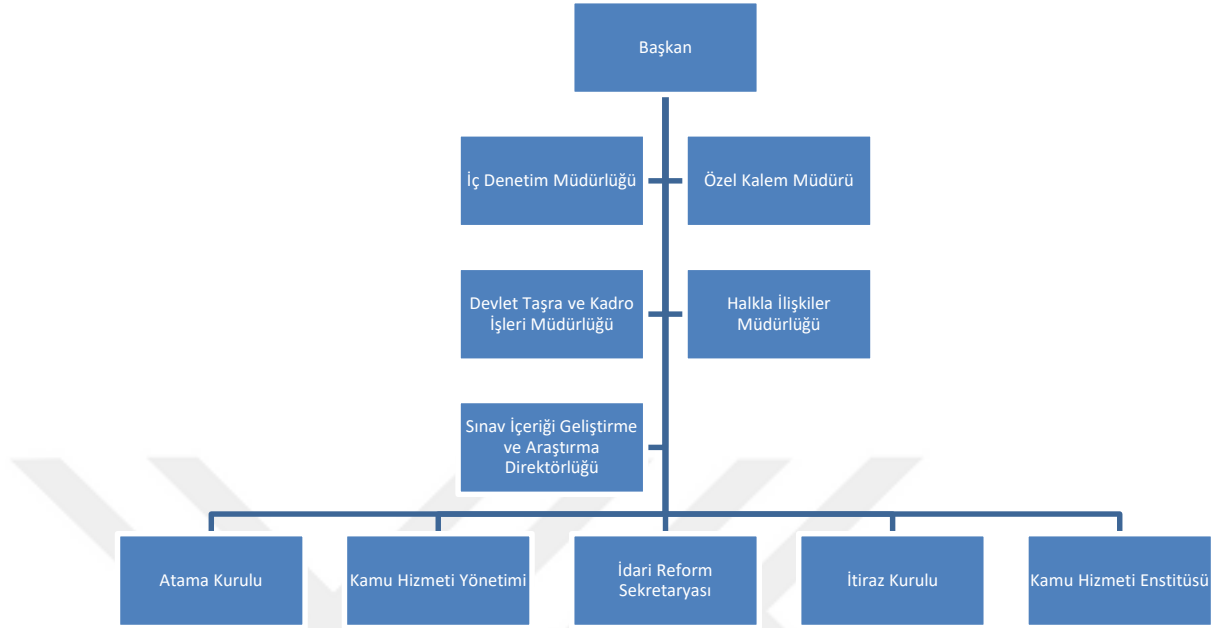 Başkan
İç Denetim Müdürlüğü
Özel Kalem Müdürü
Devlet Taşra ve Kadro
İşleri Müdürlüğü
Halkla İlişkiler
Müdürlüğü
Sınav İçeriği Geliştirme
ve Araştırma
Direktörlüğü
Atama Kurulu
Kamu Hizmeti Yönetimi
İdari Reform
Sekretaryası
İtiraz Kurulu
Kamu Hizmeti Enstitüsü